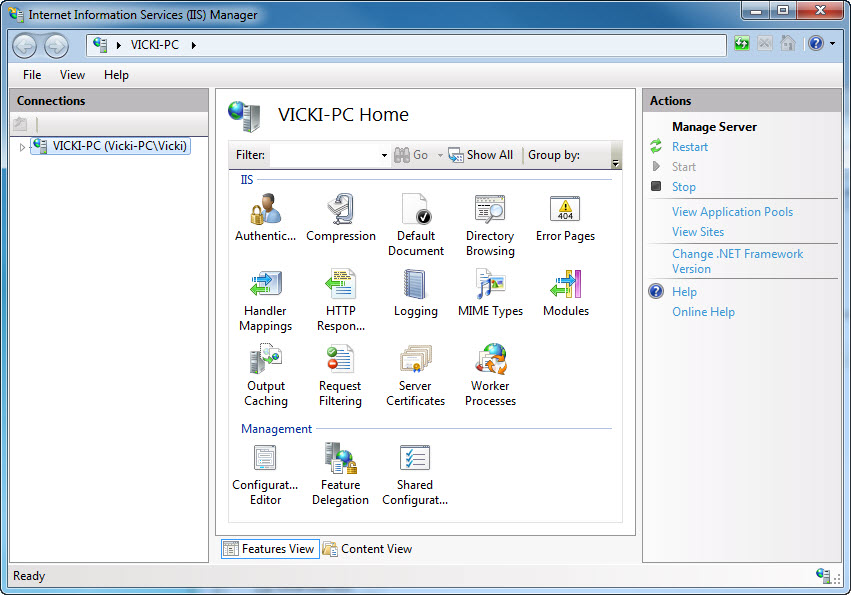 Internet Information Services (IIS) Manager
VICKI-PC
File View Help
Connections
VICKI-PC (Vicki-PC\Vicki)
VICKI-PC Home
Filter: Go Show All Group by:
IIS
Authentic... Compression Default Directory Error Pages
Document Browsing
404
Handler HTTP Logging MIME Types Modules
Mappings Respon...
Output Request Server Worker
Caching Filtering Certificates Processes
Management
Configurat... Feature Shared
Editor Delegation Configurat...
Features View Content View
Actions
Manage Server
Restart
Start
Stop
View Application Pools
View Sites
Change .NET Framework
Version
Help
Online Help
Ready